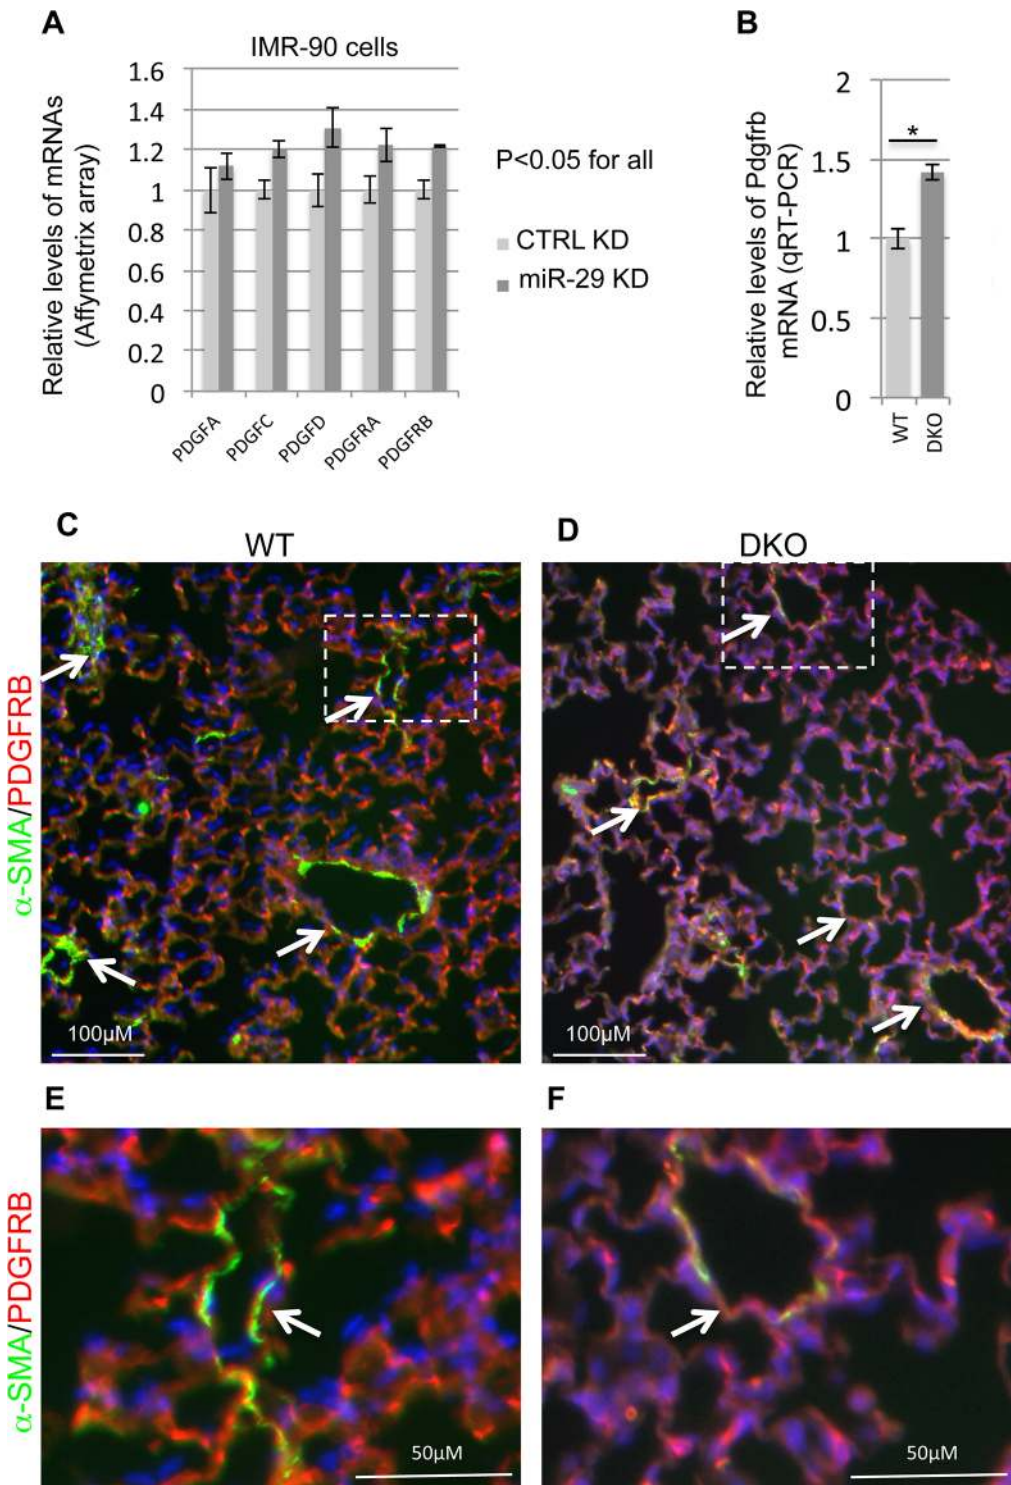 A
IMR-90 cells
Relative levels of mRNAs
(Affymetrix array)
1.6
1.4
1.2
1
0.8
0.6
0.4
0.2
0
PDGFA
PDGFC
PDGFD
PDGFRA
PDGFRB
P<0.05 for all
CTRL KD
miR-29 KD
B
Relative levels of Pdgfrb
mRNA (qRT-PCR)
2
1.5
1
0.5
0
*
WT
DKO
C
WT
D
DKO
α-SMA/PDGFRB
100µM
100µM
E
F
α-SMA/PDGFRB
50µM
50µM